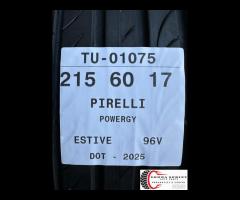 TU-01075
215 60 17
PIRELLI
POWERGY
ESTIVE 96V
DOT - 2025